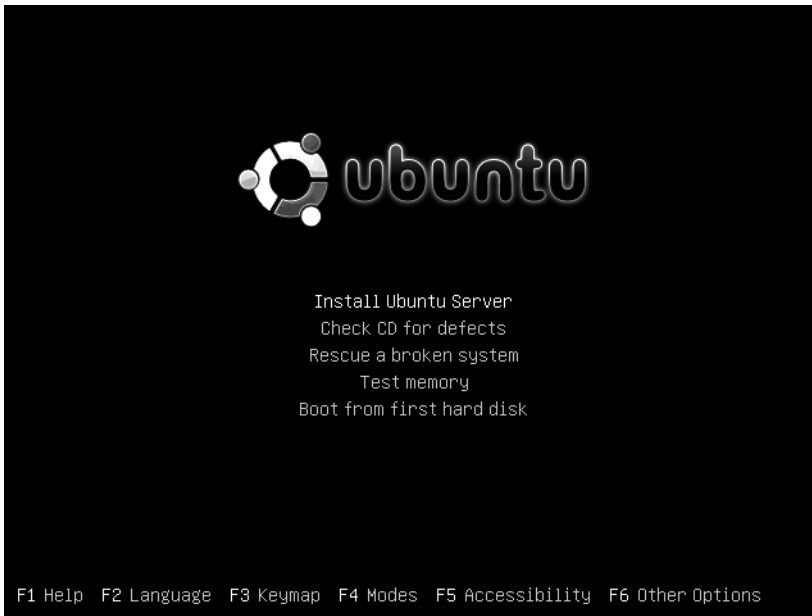 ubuntu
Install Ubuntu Server
Check CD for defects
Rescue a broken system
Test memory
Boot from first hard disk
F1 Help F2 Language F3 Keymap F4 Modes F5 Accessibility F6 Other Options